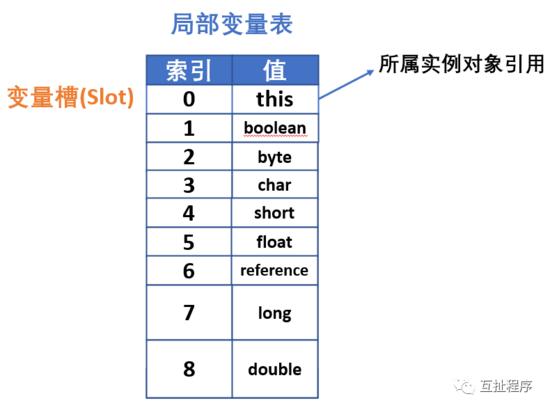 局部变量表
所属实例对象引用
变量槽(Slot)
索引 值
0 this
1 boolean
2 byte
3 char
4 short
5 float
6 reference
7 long
8 double
互扯程序